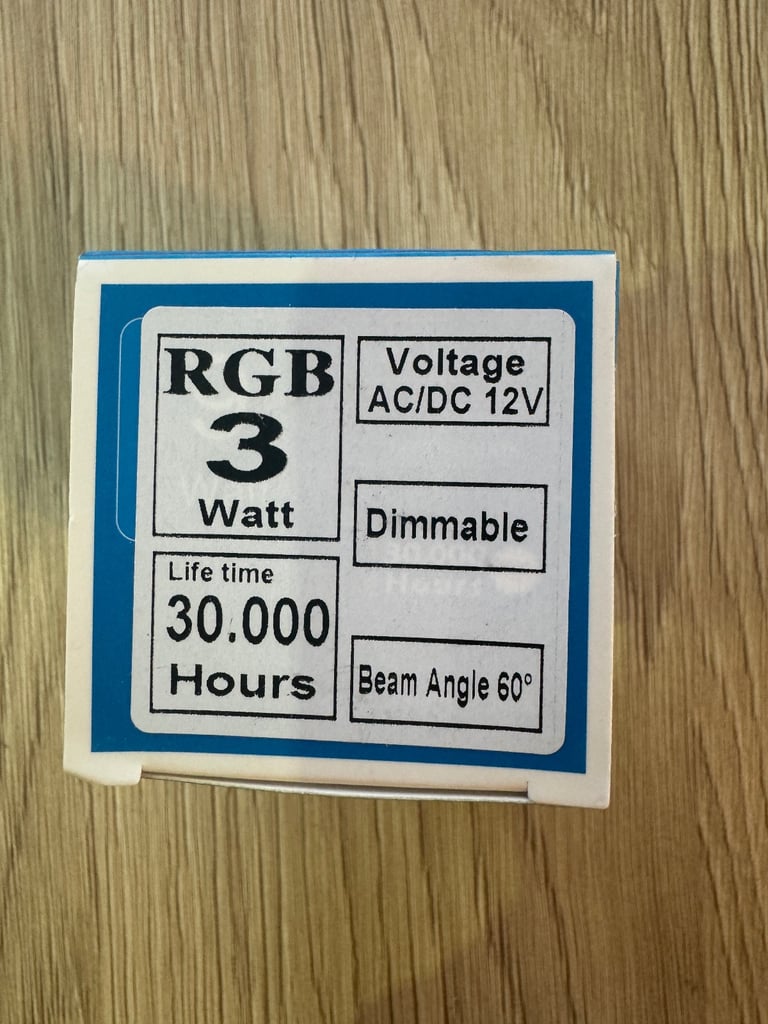 RGB
3
Watt
Voltage
AC/DC 12V
Dimmable
Life time
30.000
Hours
Beam Angle 60°